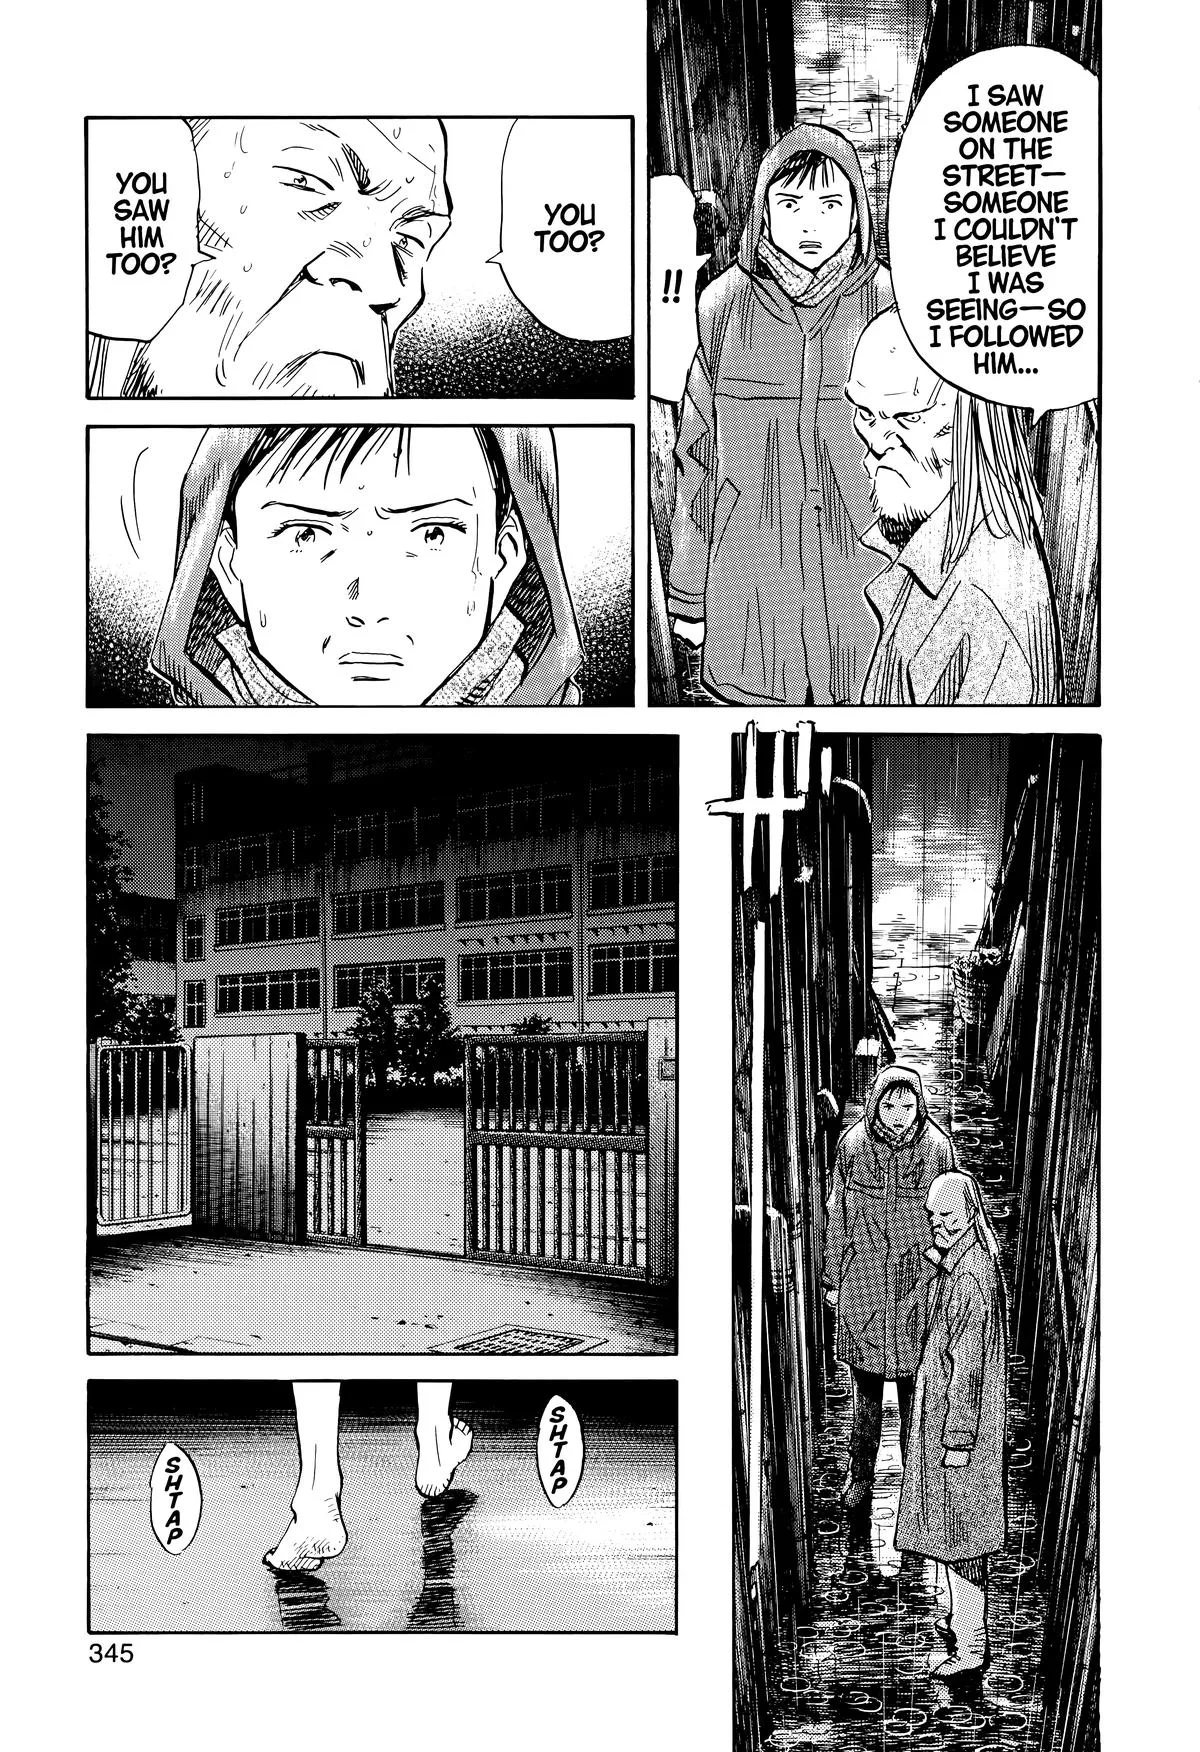 I SAW
SOMEONE
ON THE
STREET—
SOMEONE
I COULDN'T
BELIEVE
I WAS
SEEING—SO
I FOLLOWED
HIM...
!!
YOU
TOO?
YOU
SAW
HIM
TOO?
SHTAP
SHTAP
345